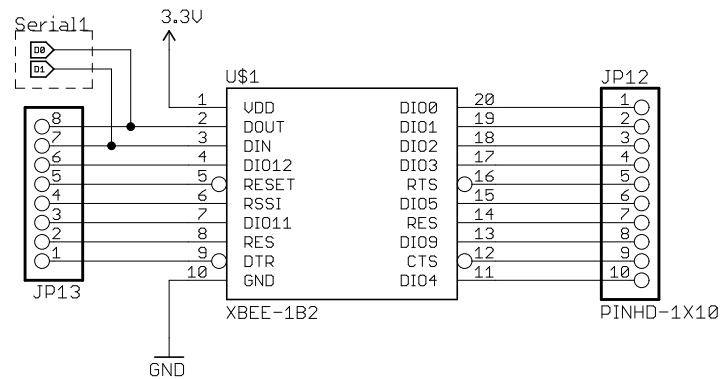 Serial1
3.3V
D0
D1
U$1
JP12
1 VDD DIO0 20 1
8 2 DOUT DIO1 19 2
7 3 DIN DIO2 18 3
6 4 DIO12 DIO3 17 4
5 5 RESET RTS 16 5
4 6 RSSI DIO5 15 6
3 7 DIO11 RES 14 7
2 8 RES DIO9 13 8
1 9 DTR CTS 12 9
10 GND DIO4 11 10
JP13
XBEE-1B2
PINHD-1X10
GND